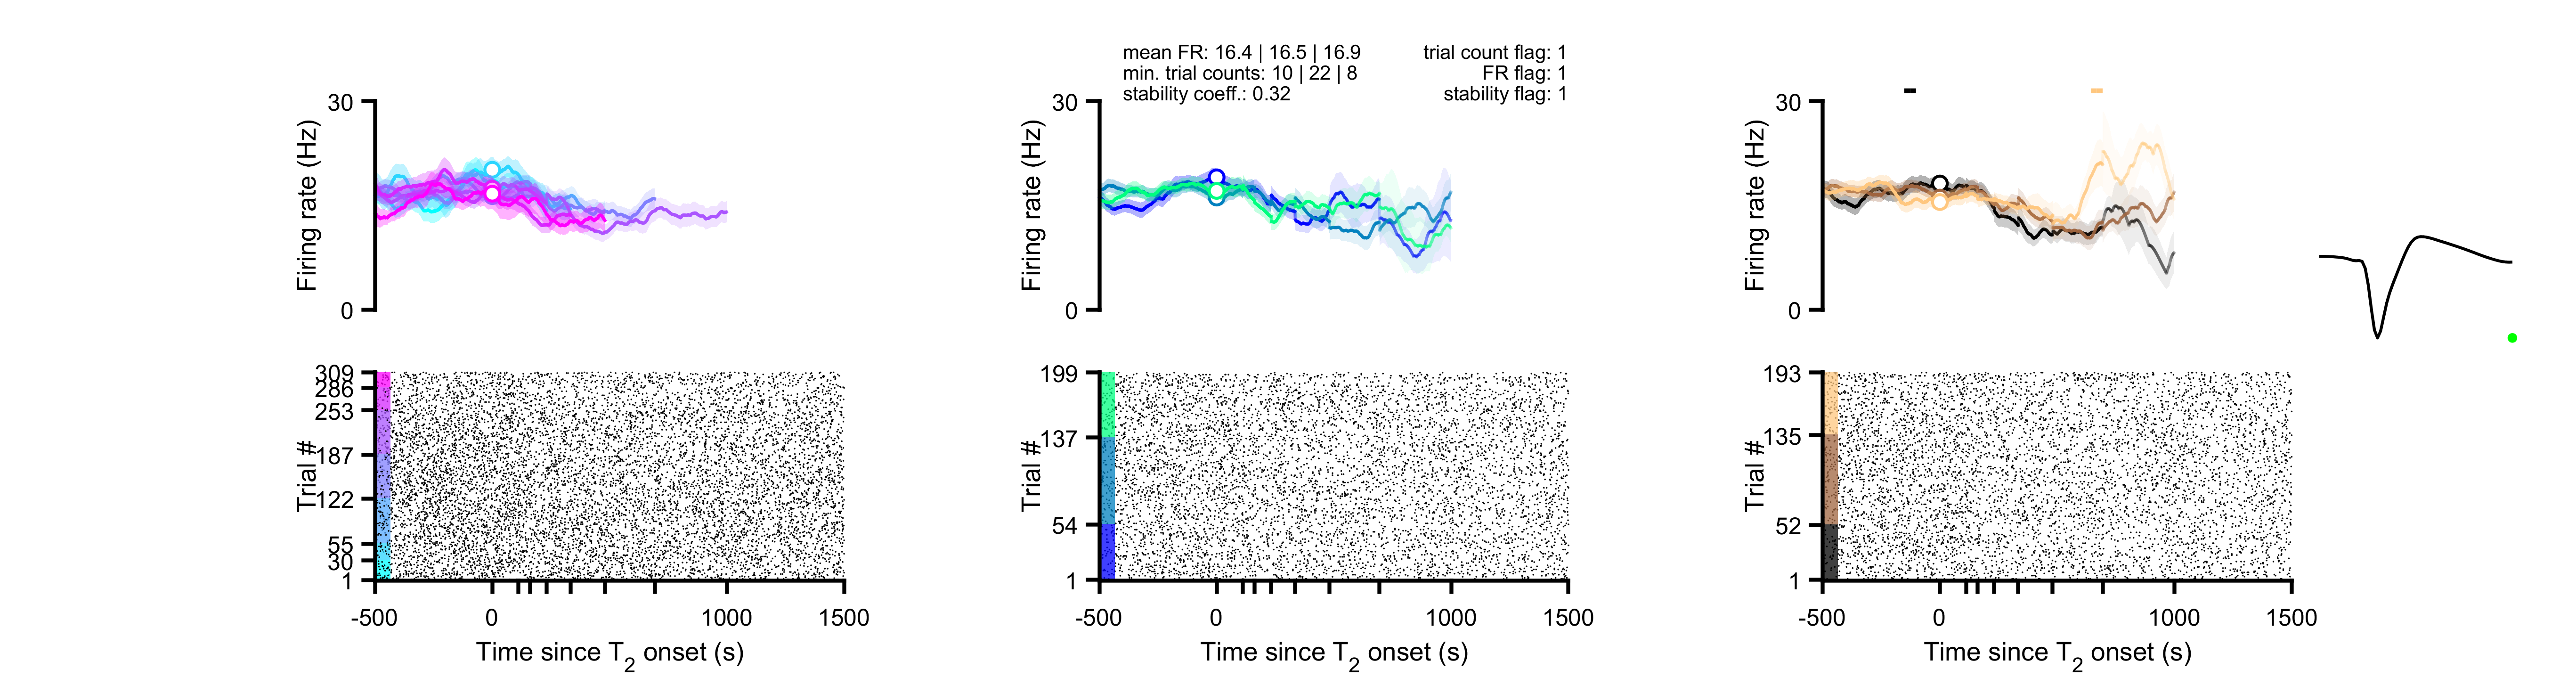 mean FR: 16.4 | 16.5 | 16.9
min. trial counts: 10 | 22 | 8
stability coeff.: 0.32
trial count flag: 1
FR flag: 1
stability flag: 1
30
Firing rate (Hz)
0
309
286
253
187
122
55
30
1
Trial #
-500
0
1000
1500
Time since T2 onset (s)
30
Firing rate (Hz)
0
199
137
54
1
Trial #
-500
0
1000
1500
Time since T2 onset (s)
30
Firing rate (Hz)
0
193
135
52
1
Trial #
-500
0
1000
1500
Time since T2 onset (s)